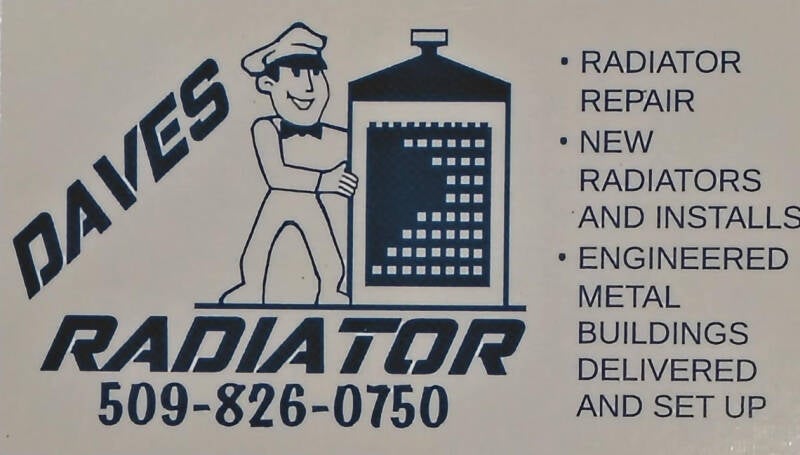 DAVES
RADIATOR
509-826-0750
• RADIATOR
REPAIR
• NEW
RADIATORS
AND INSTALLS
• ENGINEERED
METAL
BUILDINGS
DELIVERED
AND SET UP